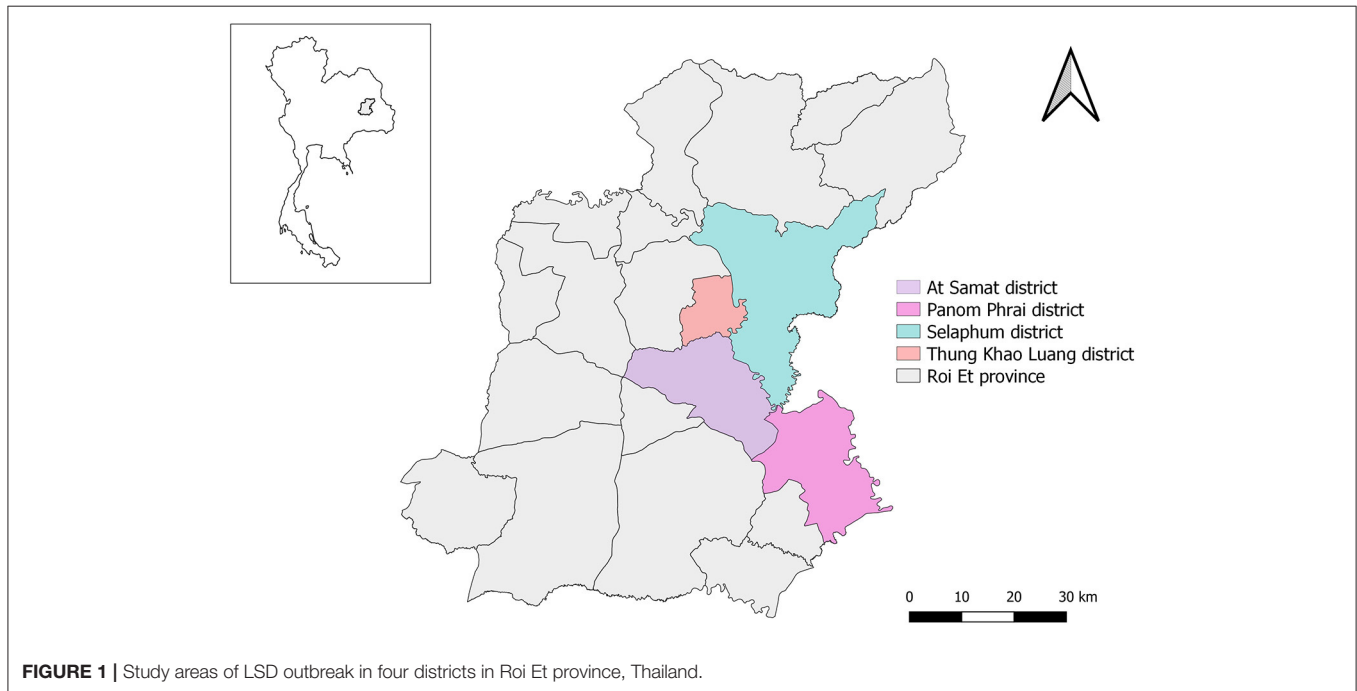 At Samat district
Panom Phrai district
Selaphum district
Thung Khao Luang district
Roi Et province
0 10 20 30 km
FIGURE 1 | Study areas of LSD outbreak in four districts in Roi Et province, Thailand.